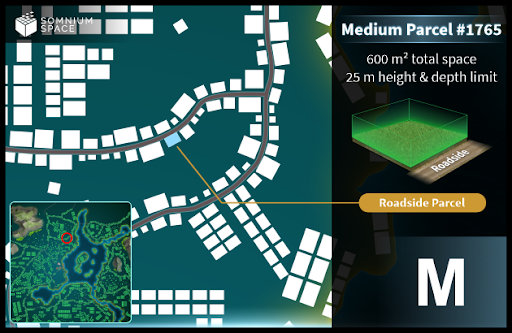 SOMNIUM
SPACE
Medium Parcel #1765
600 m² total space
25 m height & depth limit
Roadside
Roadside Parcel
M